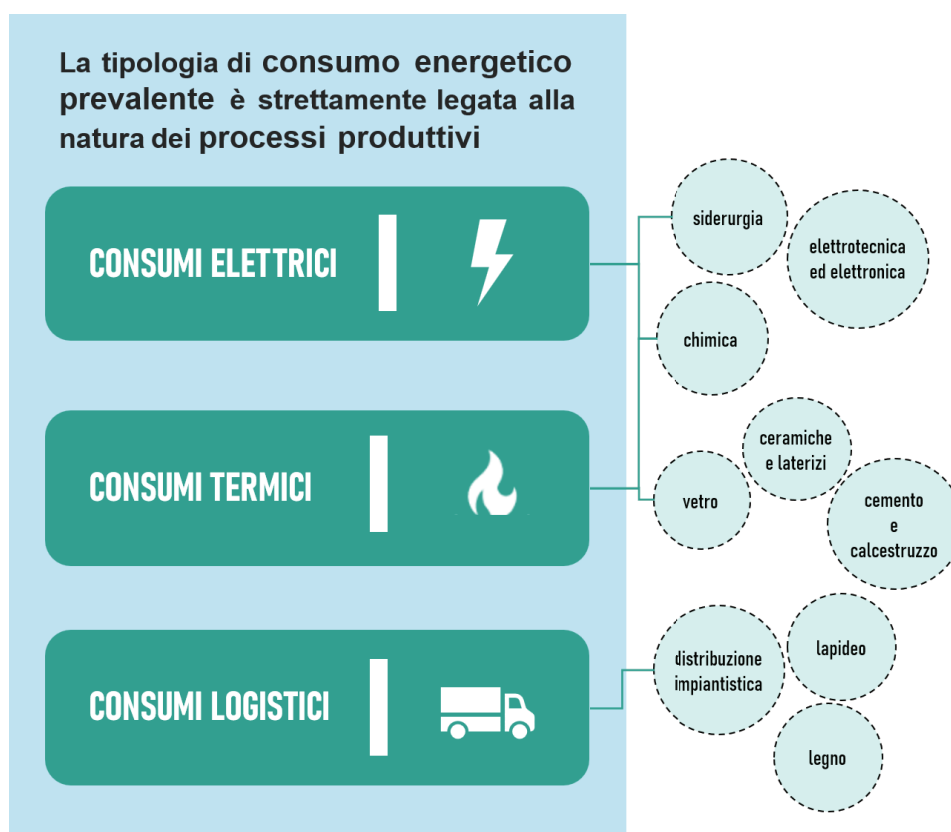 La tipologia di consumo energetico
prevalente è strettamente legata alla
natura dei processi produttivi
CONSUMI ELETTRICI
siderurgia
elettrotecnica
ed elettronica
chimica
CONSUMI TERMICI
ceramiche
e laterizi
vetro
cemento
e
calcestruzzo
CONSUMI LOGISTICI
distribuzione
impiantistica
lapideo
legno